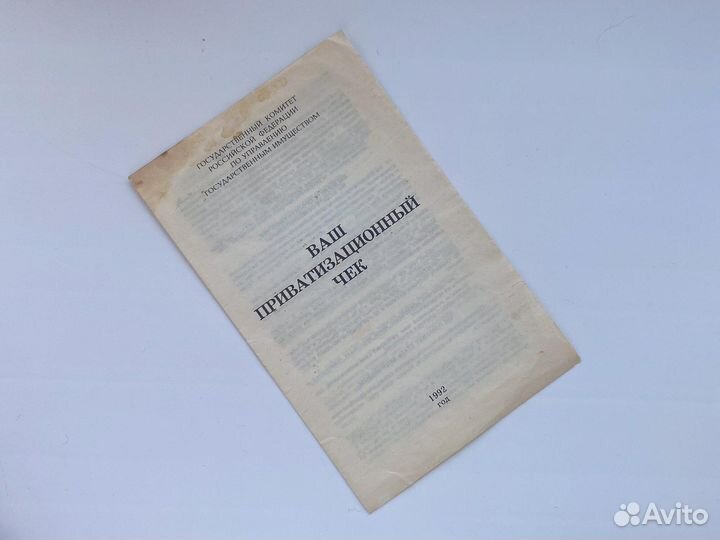 ГОСУДАРСТВЕННЫЙ КОМИТЕТ
РОССИЙСКОЙ ФЕДЕРАЦИИ
ПО УПРАВЛЕНИЮ
ГОСУДАРСТВЕННЫМ ИМУЩЕСТВОМ
ВАШ
ПРИВАТИЗАЦИОННЫЙ
ЧЕК
1992
год
Avito